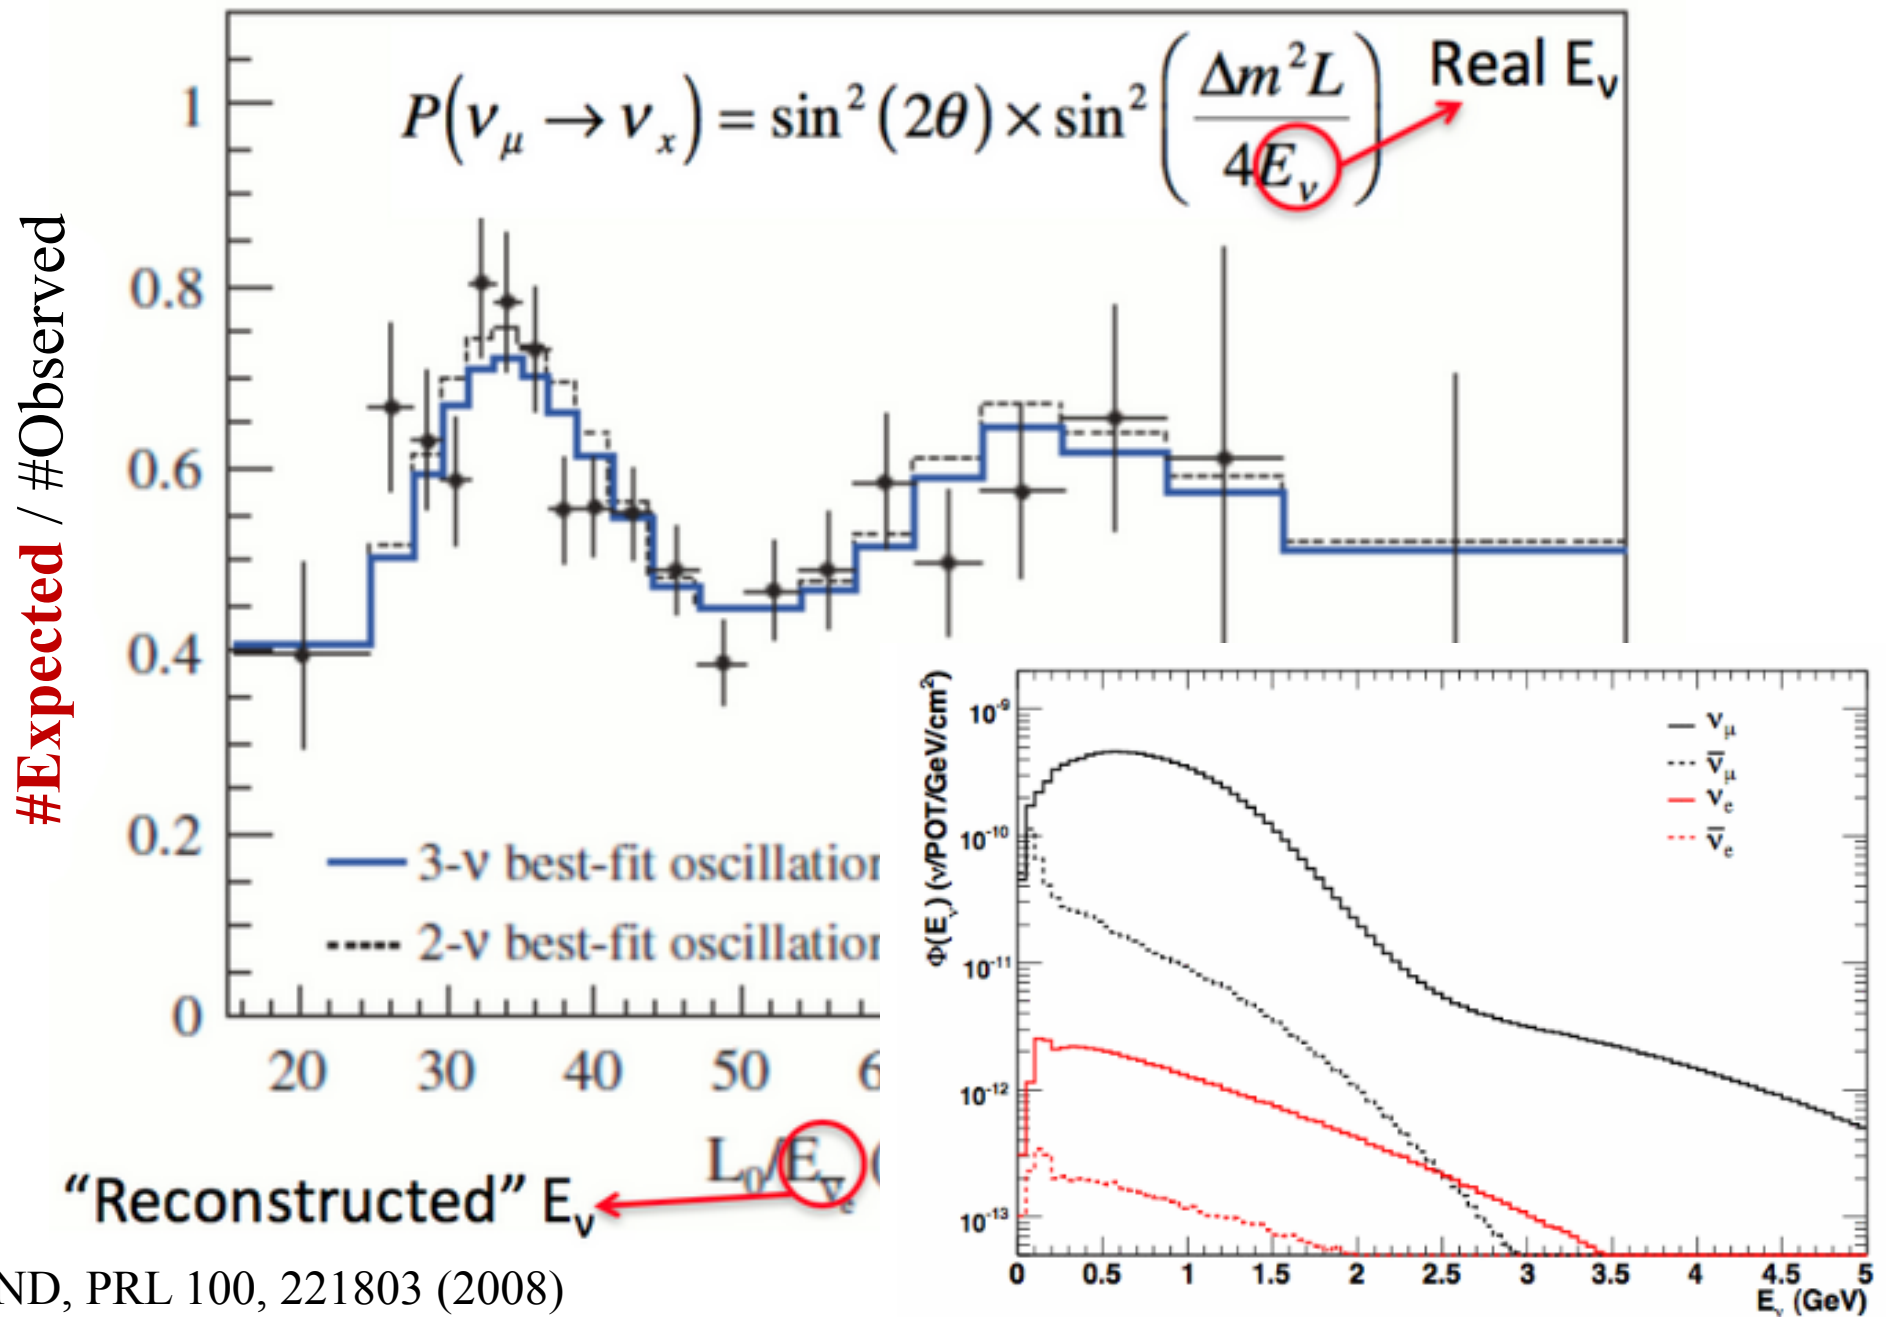 Real Eν
P(νμ → νx) = sin²(2θ) × sin²(Δm²L / 4Eν)
#Expected / #Observed
1
0.8
0.6
0.4
0.2
0
3-ν best-fit oscillation
2-ν best-fit oscillation
20 30 40 50 6
L₀/Eν̄e (
“Reconstructed” Eν
ND, PRL 100, 221803 (2008)
Φ(Eν) (ν/POT/GeV/cm²)
10⁻⁹
10⁻¹⁰
10⁻¹¹
10⁻¹²
10⁻¹³
νμ
ν̄μ
νe
ν̄e
0 0.5 1 1.5 2 2.5 3 3.5 4 4.5 5
Eν (GeV)